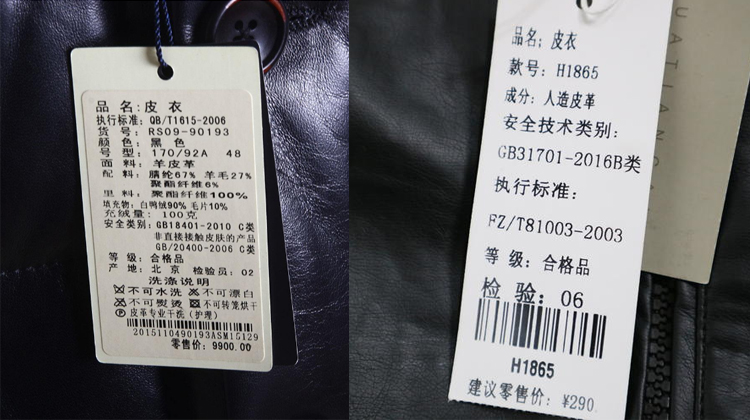 品 名:皮 衣
执行标准: QB/T1615-2006
货 号: RS09-90193
颜 色: 黑 色
号 型: 170/92A 48
面 料: 羊皮革
配 料: 腈纶67% 羊毛27%
聚酯纤维6%
里 料: 聚酯纤维100%
填充物: 白鸭绒90% 毛片10%
充绒量: 100克
安全类别: GB18401-2010 C类
非直接接触皮肤的产品
GB/20400-2006 C类
等 级: 合格品
产 地: 北京 检验员: 02
洗涤说明
不可水洗 不可漂白
不可熨烫 不可转笼烘干
皮革专业干洗(护理)
2015110490193ASM15129
零售价: 9900.00
品名: 皮衣
款号: H1865
成分: 人造皮革
安全技术类别:
GB31701-2016B类
执行标准:
FZ/T81003-2003
等 级: 合格品
检 验: 06
H1865
建议零售价: ¥290